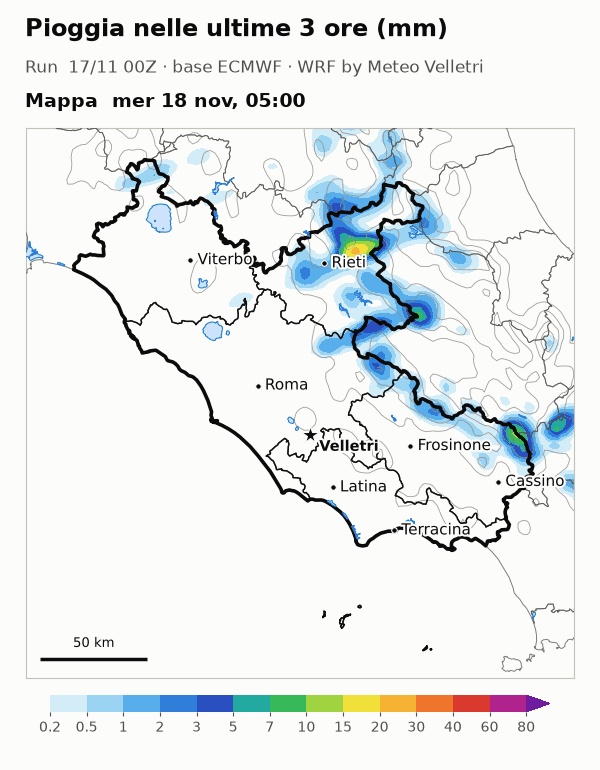 Pioggia nelle ultime 3 ore (mm)
Run  17/11 00Z · base ECMWF · WRF by Meteo Velletri
Mappa  mer 18 nov, 05:00
Viterbo
Rieti
Roma
Velletri
Frosinone
Cassino
Latina
Terracina
50 km
0.2 0.5 1 2 3 5 7 10 15 20 30 40 60 80